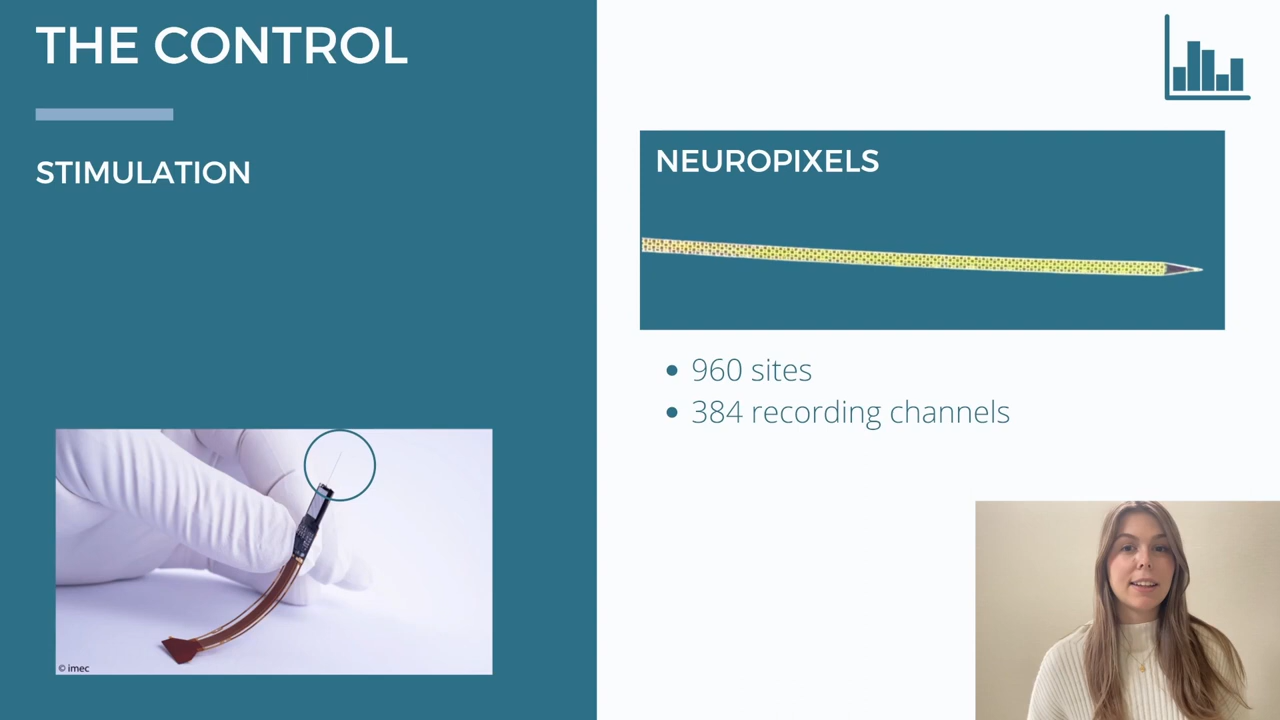 THE CONTROL
STIMULATION
© imec
NEUROPIXELS
• 960 sites
• 384 recording channels